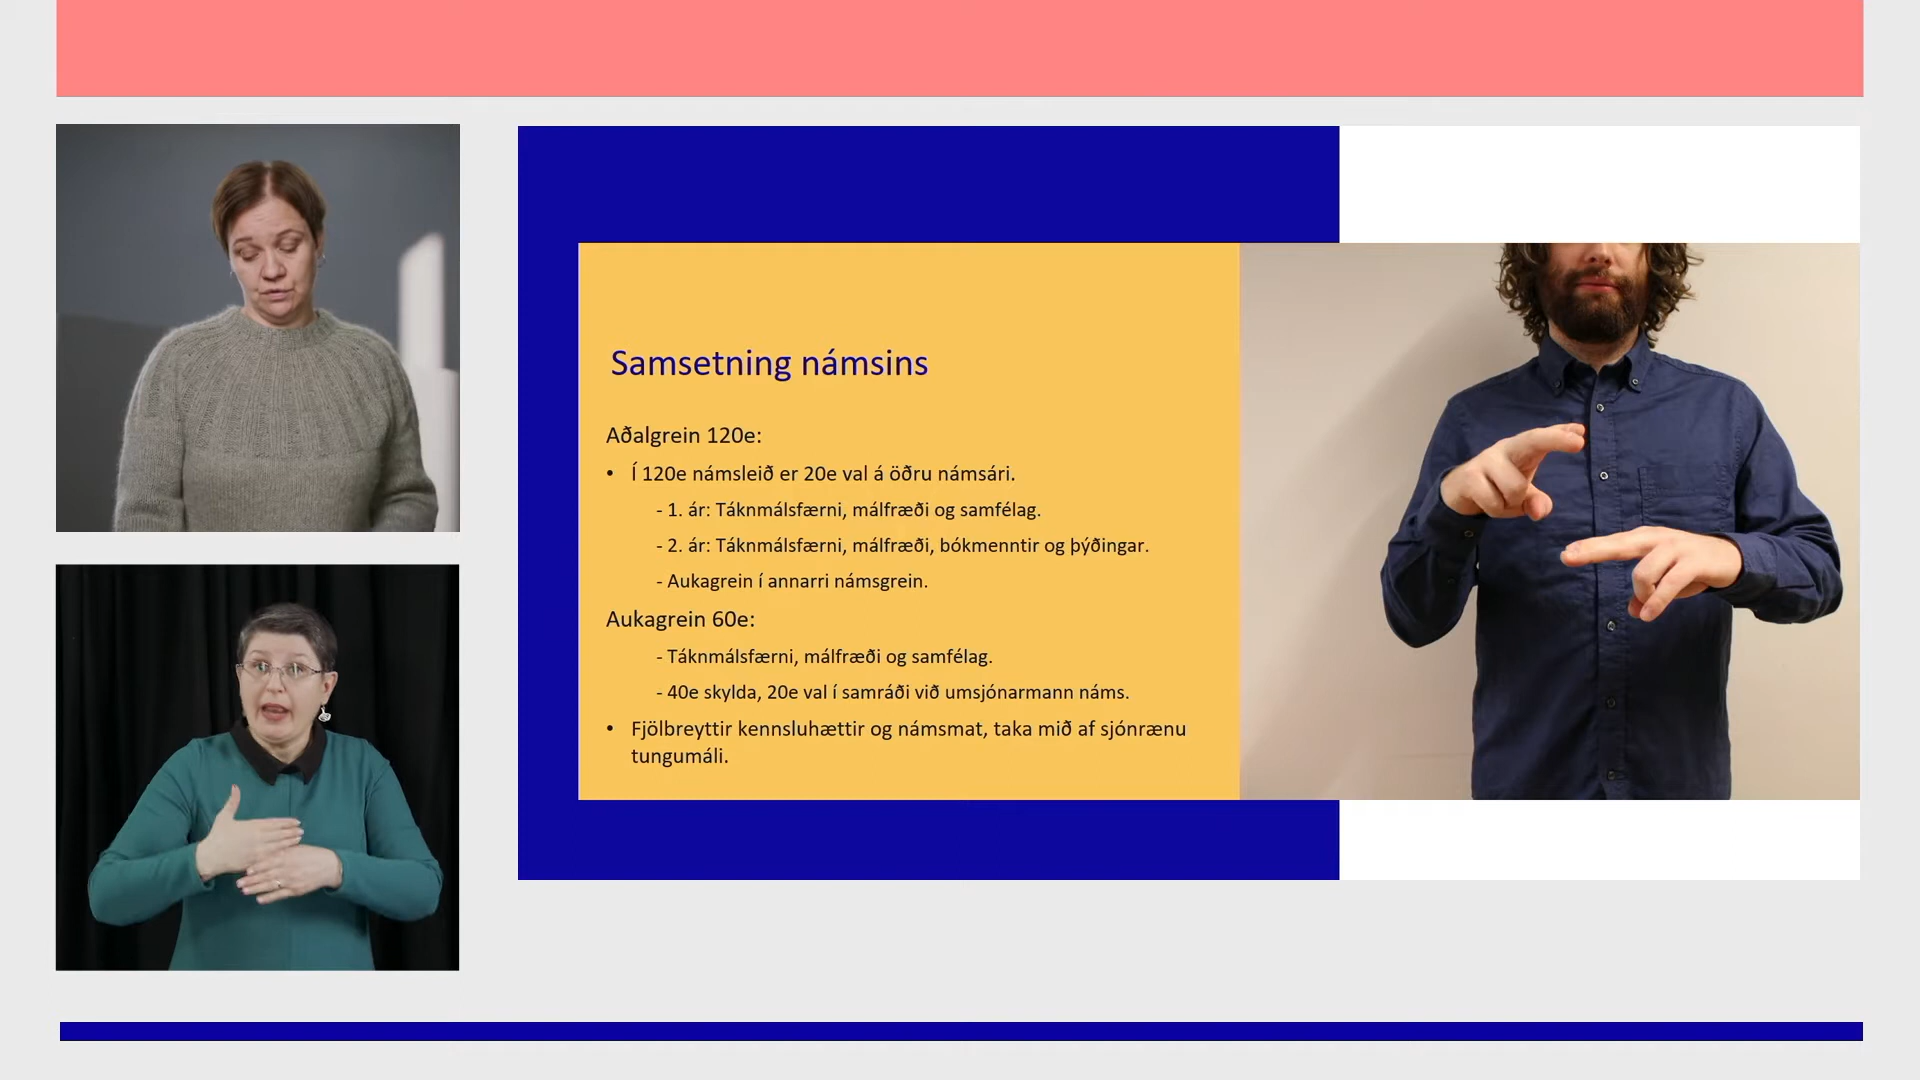 Samsetning námsins
Aðalgrein 120e:
• Í 120e námsleið er 20e val á öðru námsári.
- 1. ár: Táknmálsfærni, málfræði og samfélag.
- 2. ár: Táknmálsfærni, málfræði, bókmenntir og þýðingar.
- Aukagrein í annarri námsgrein.
Aukagrein 60e:
- Táknmálsfærni, málfræði og samfélag.
- 40e skylda, 20e val í samráði við umsjónarmann náms.
• Fjölbreyttir kennsluhættir og námsmat, taka mið af sjónrænu
tungumáli.